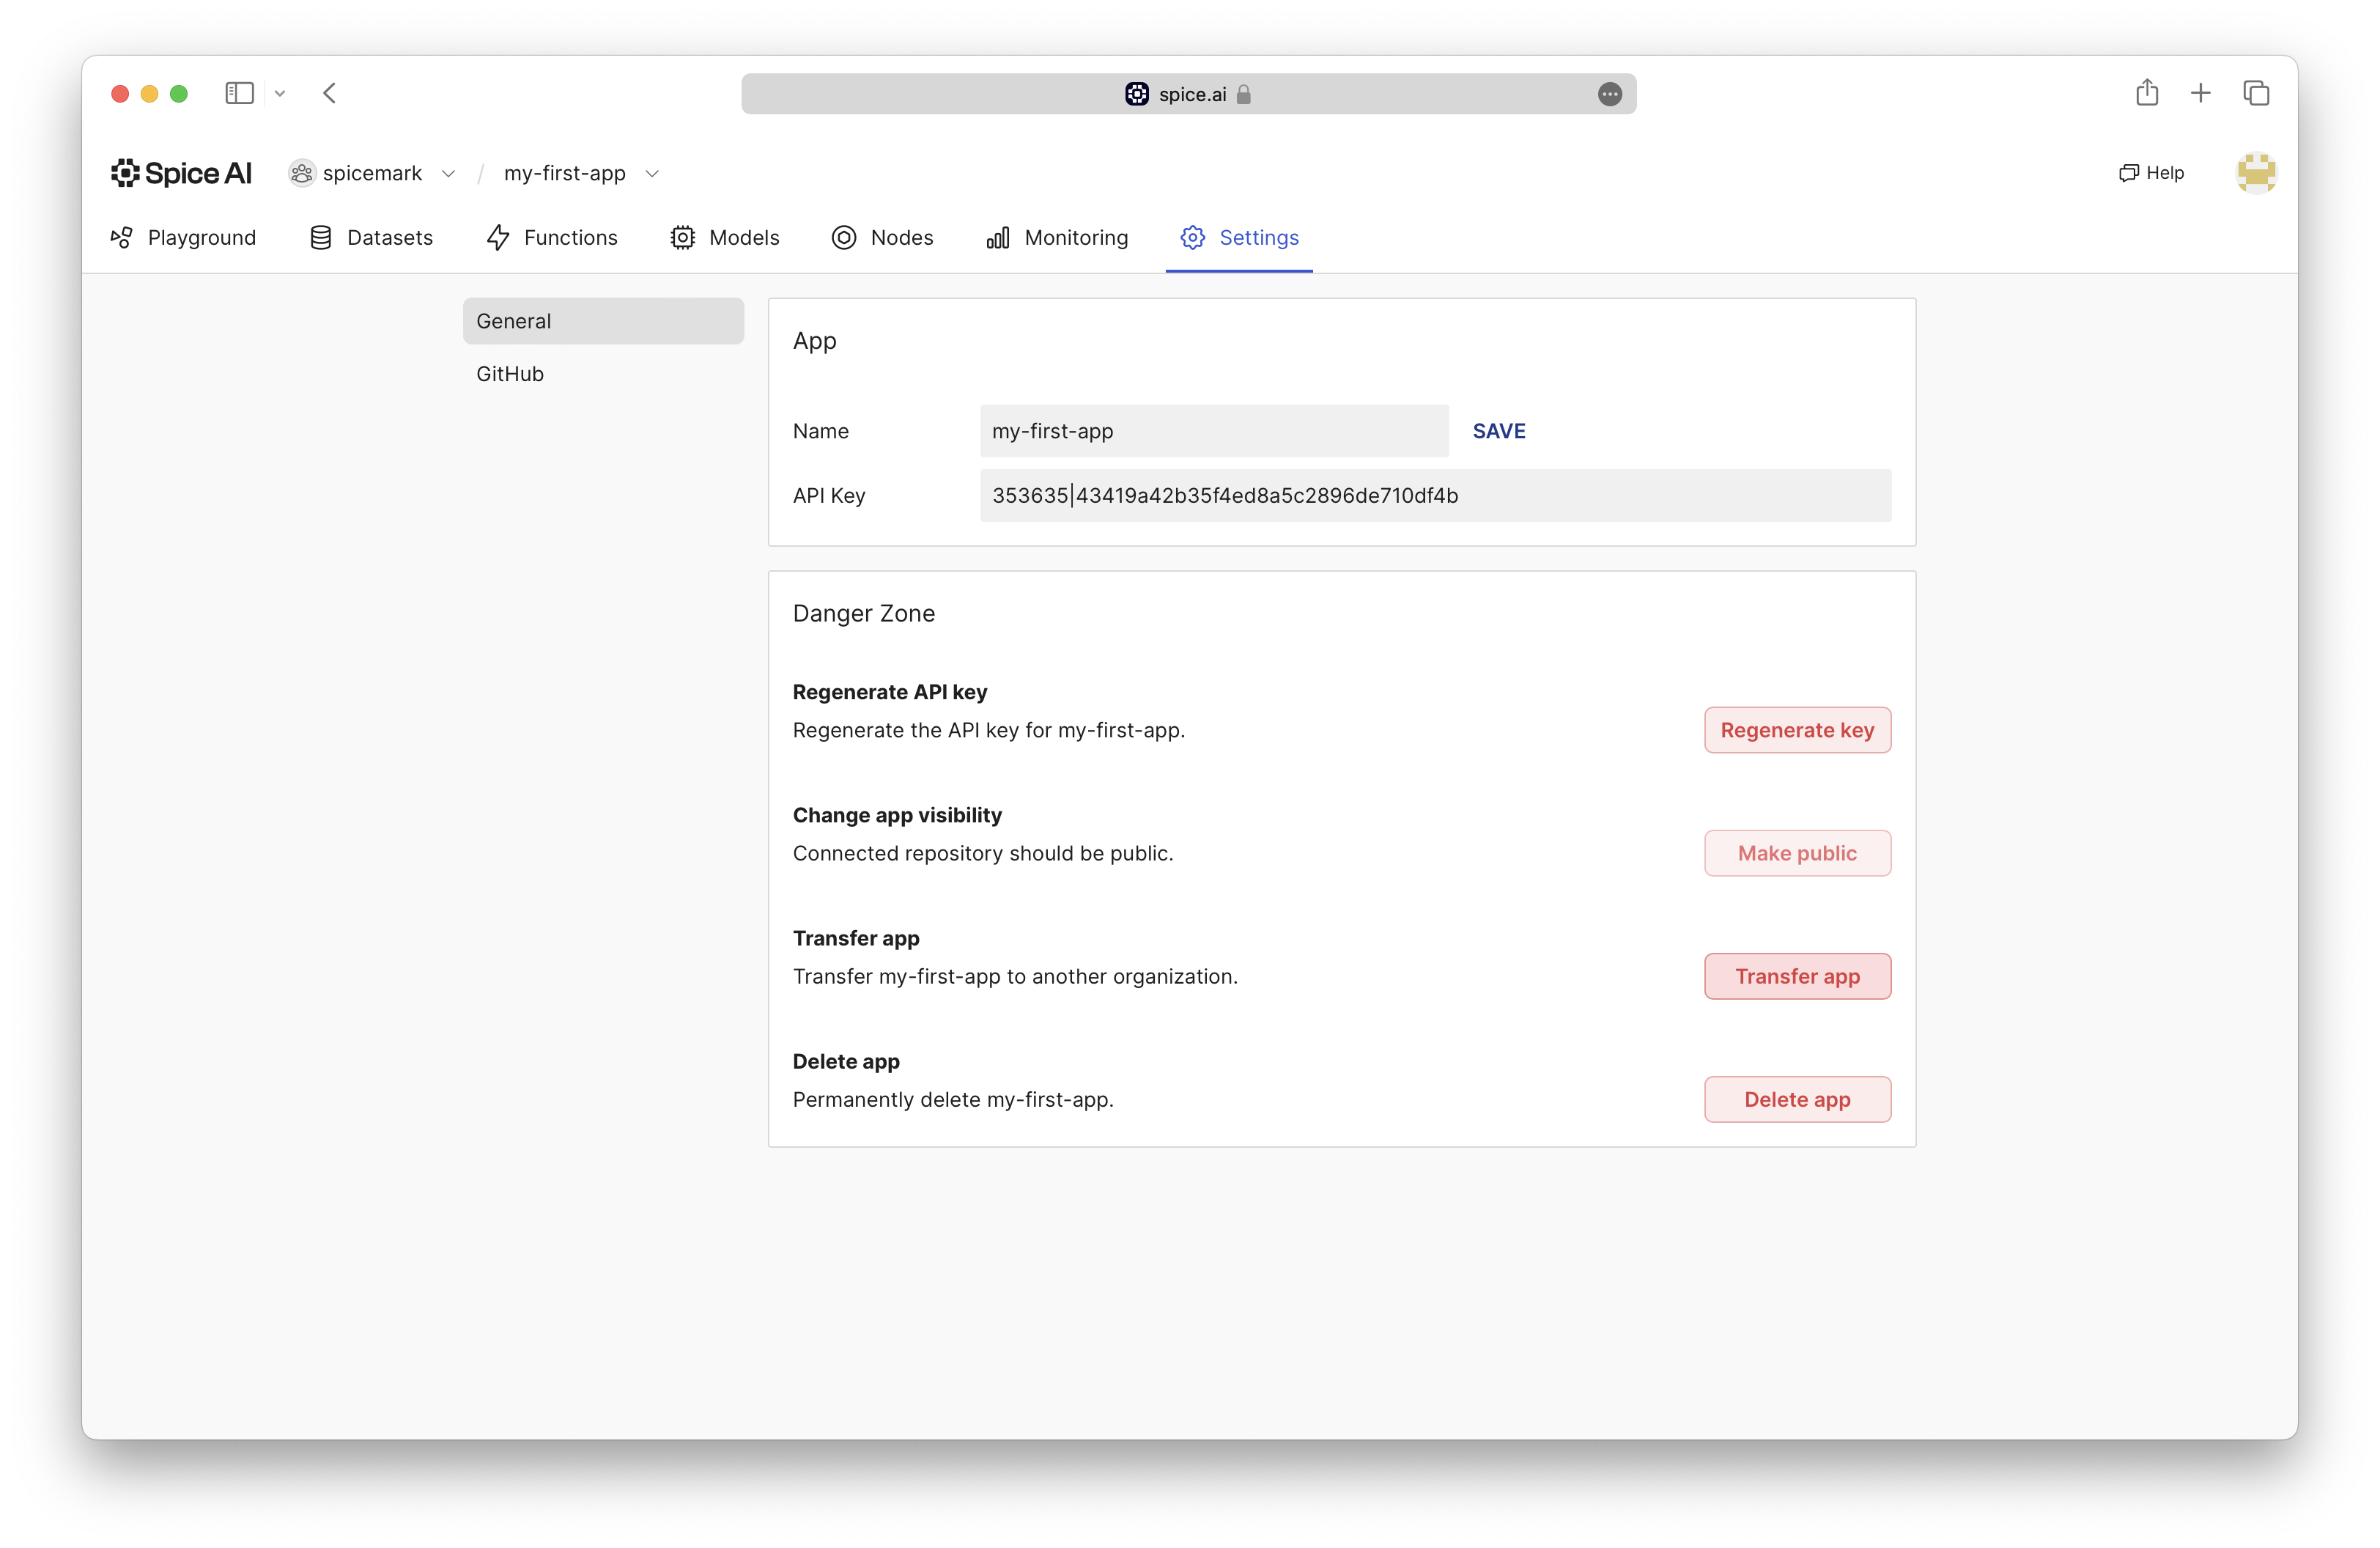 spice.ai
Spice AI spicemark / my-first-app Help
Playground Datasets Functions Models Nodes Monitoring Settings
General
GitHub
App
Name my-first-app SAVE
API Key 353635|43419a42b35f4ed8a5c2896de710df4b
Danger Zone
Regenerate API key
Regenerate the API key for my-first-app. Regenerate key
Change app visibility
Connected repository should be public. Make public
Transfer app
Transfer my-first-app to another organization. Transfer app
Delete app
Permanently delete my-first-app. Delete app